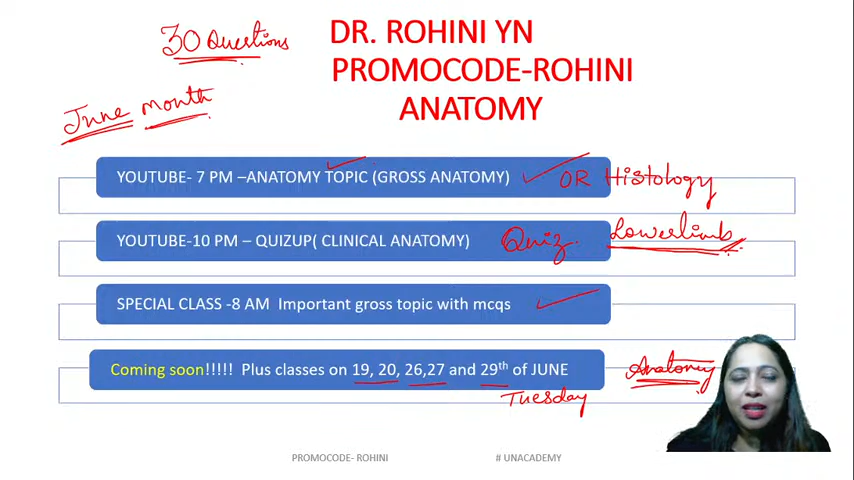 30 Questions
DR. ROHINI YN
PROMOCODE-ROHINI
ANATOMY
June month
YOUTUBE- 7 PM –ANATOMY TOPIC (GROSS ANATOMY) OR Histology
YOUTUBE-10 PM – QUIZUP( CLINICAL ANATOMY) Quiz Lowerlimb
SPECIAL CLASS -8 AM Important gross topic with mcqs
Coming soon!!!!! Plus classes on 19, 20, 26,27 and 29th of JUNE Anatomy
Tuesday
PROMOCODE- ROHINI # UNACADEMY